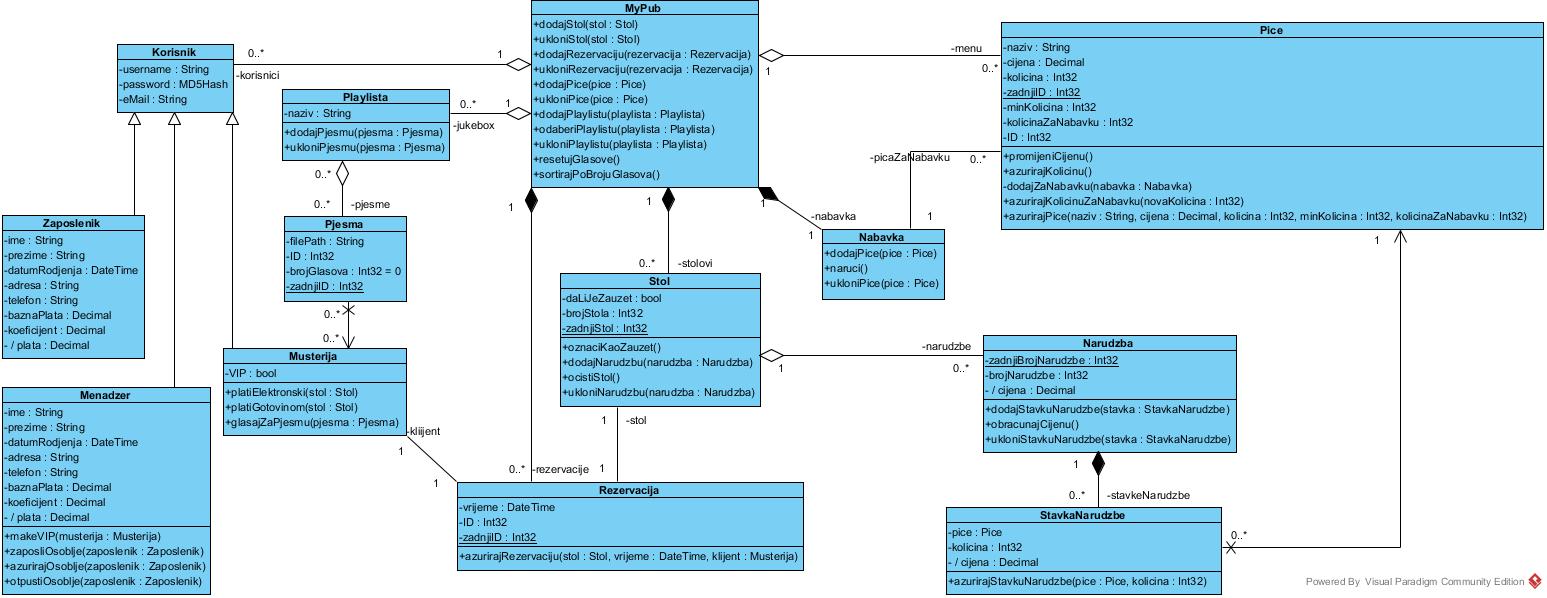 MyPub
+dodajStol(stol : Stol)
+ukloniStol(stol : Stol)
+dodajRezervaciju(rezervacija : Rezervacija)
+ukloniRezervaciju(rezervacija : Rezervacija)
+dodajPice(pice : Pice)
+ukloniPice(pice : Pice)
+dodajPlaylistu(playlista : Playlista)
+odaberiPlaylistu(playlista : Playlista)
+ukloniPlaylistu(playlista : Playlista)
+resetujGlasove()
+sortirajPoBrojuGlasova()
Korisnik
-username : String
-password : MD5Hash
-eMail : String
0..*
1
-korisnici
Playlista
-naziv : String
+dodajPjesmu(pjesma : Pjesma)
+ukloniPjesmu(pjesma : Pjesma)
0..*
1
-jukebox
-menu
1
0..*
Pice
-naziv : String
-cijena : Decimal
-kolicina : Int32
-zadnjiID : Int32
-minKolicina : Int32
-kolicinaZaNabavku : Int32
-ID : Int32
+promijeniCijenu()
+azurirajKolicinu()
-dodajZaNabavku(nabavka : Nabavka)
+azurirajKolicinuZaNabavku(novaKolicina : Int32)
+azurirajPice(naziv : String, cijena : Decimal, kolicina : Int32, minKolicina : Int32, kolicinaZaNabavku : Int32)
-picaZaNabavku
0..*
1
0..*
0..*
-pjesme
1
1
1
-nabavka
1
1
Zaposlenik
-ime : String
-prezime : String
-datumRodjenja : DateTime
-adresa : String
-telefon : String
-baznaPlata : Decimal
-koeficijent : Decimal
- / plata : Decimal
Pjesma
-filePath : String
-ID : Int32
-brojGlasova : Int32 = 0
-zadnjiID : Int32
Nabavka
+dodajPice(pice : Pice)
+naruci()
+ukloniPice(pice : Pice)
0..*
-stolovi
Stol
-daLiJeZauzet : bool
-brojStola : Int32
-zadnjiStol : Int32
+oznaciKaoZauzet()
+dodajNarudzbu(narudzba : Narudzba)
+ocistiStol()
+ukloniNarudzbu(narudzba : Narudzba)
0..*
0..*
Musterija
-VIP : bool
+platiElektronski(stol : Stol)
+platiGotovinom(stol : Stol)
+glasajZaPjesmu(pjesma : Pjesma)
-narudzbe
1
0..*
Narudzba
-zadnjiBrojNarudzbe : Int32
-brojNarudzbe : Int32
- / cijena : Decimal
+dodajStavkuNarudzbe(stavka : StavkaNarudzbe)
+obracunajCijenu()
+ukloniStavkuNarudzbe(stavka : StavkaNarudzbe)
Menadzer
-ime : String
-prezime : String
-datumRodjenja : DateTime
-adresa : String
-telefon : String
-baznaPlata : Decimal
-koeficijent : Decimal
- / plata : Decimal
+makeVIP(musterija : Musterija)
+zaposliOsoblje(zaposlenik : Zaposlenik)
+azurirajOsoblje(zaposlenik : Zaposlenik)
+otpustiOsoblje(zaposlenik : Zaposlenik)
-klijent
1
1
1
-stol
0..*
-rezervacije
1
Rezervacija
-vrijeme : DateTime
-ID : Int32
-zadnjiID : Int32
+azurirajRezervaciju(stol : Stol, vrijeme : DateTime, klijent : Musterija)
1
0..*
-stavkeNarudzbe
StavkaNarudzbe
-pice : Pice
-kolicina : Int32
- / cijena : Decimal
+azurirajStavkuNarudzbe(pice : Pice, kolicina : Int32)
0..*
Powered By Visual Paradigm Community Edition